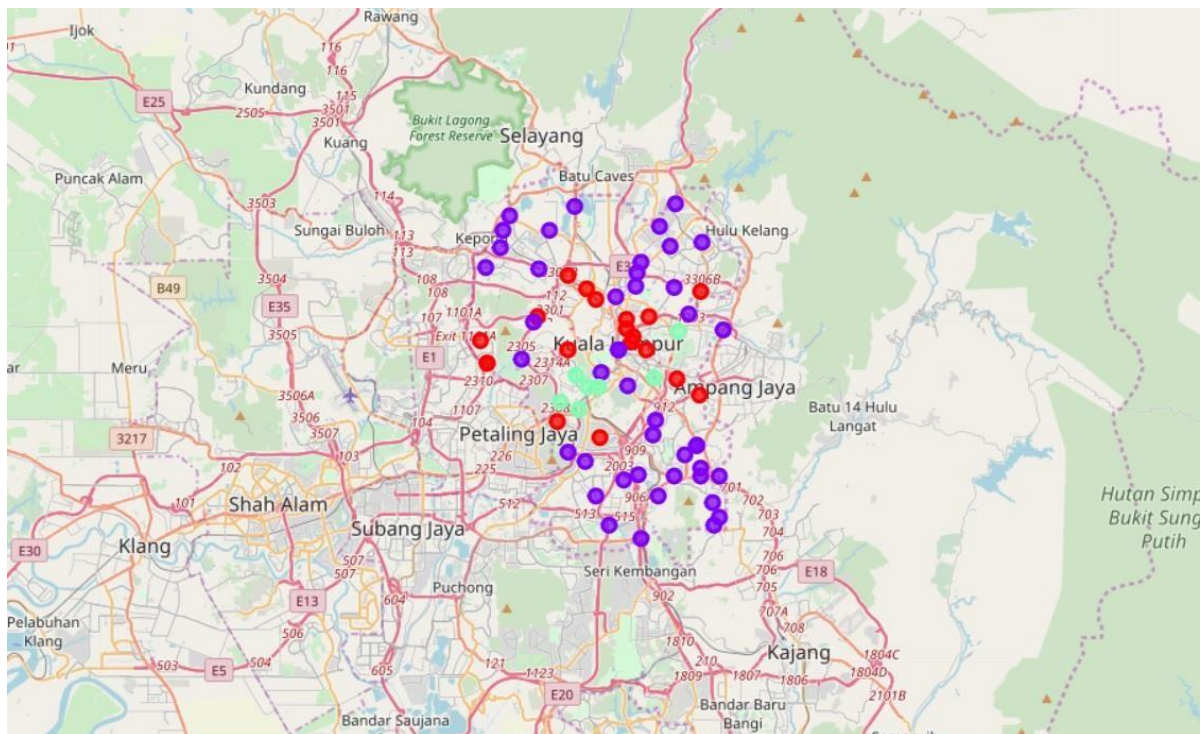 Rawang
Ijok
116
116
E25
Kundang
2505
115
3501
3501
Bukit Lagong
Forest Reserve
Selayang
Kuang
Puncak Alam
Batu Caves
114
3503
Sungai Buloh
113
113
Hulu Kelang
108
108
3306B
B49
3504
112
E35
107
1101A
2305
3505
Kuala Lumpur
E1
2314A
Meru
2310
2307
Ampang Jaya
3506A
1107
912
Batu 14 Hulu
Langat
3506
104
3507
Petaling Jaya
3217
909
226
102
103
225
2003
101
701
Shah Alam
512
702
Hutan Simp
Bukit Sung
Putih
513
515
703
Subang Jaya
704
Klang
E30
507
507
706
706
Seri Kembangan
E18
705
Puchong
E13
604
902
707A
506
708
Pelabuhan
Klang
1810
Kajang
1804C
503
504
E5
121
210
605
1123
1809
1807
1806
1804D
E20
2101B
Bandar Saujana
Bandar Baru
Bangi